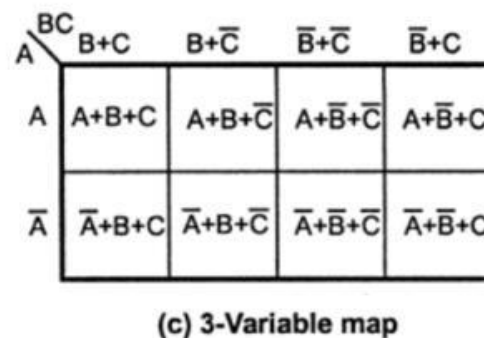 BC
A
B+C B+C̅ B̅+C̅ B̅+C
A A+B+C A+B+C̅ A+B̅+C̅ A+B̅+C
A̅ A̅+B+C A̅+B+C̅ A̅+B̅+C̅ A̅+B̅+C
(c) 3-Variable map